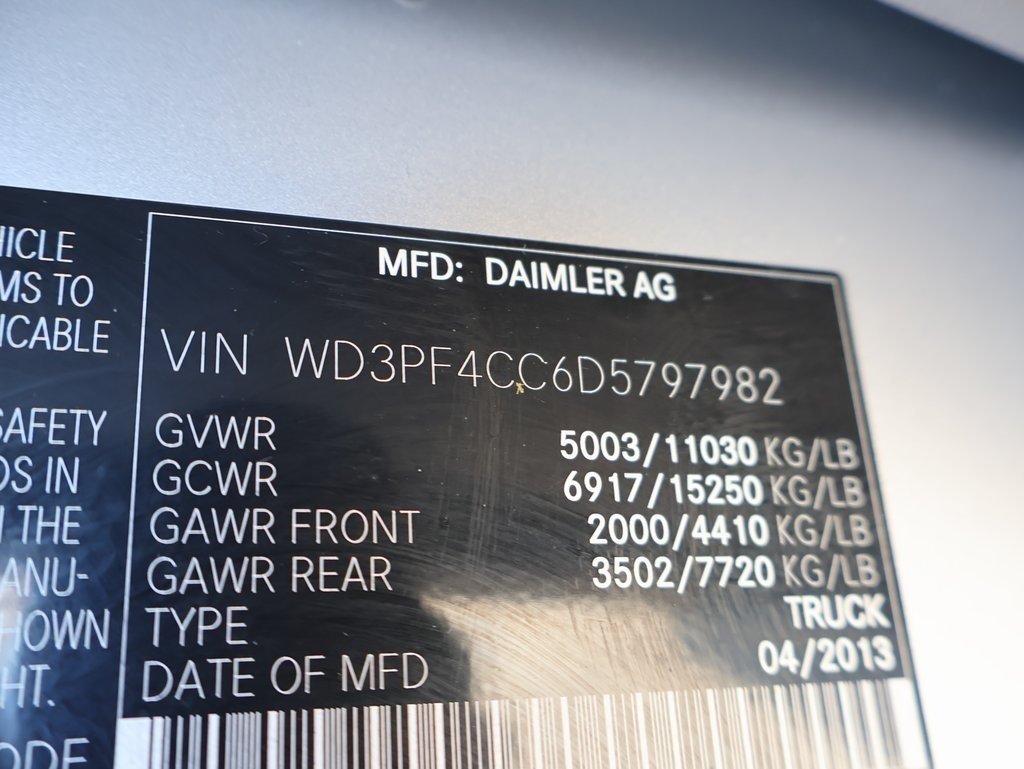 HICLE
MS TO
ICABLE
SAFETY
DS IN
THE
ANU-
HOWN
HT.
ODE
MFD: DAIMLER AG
VIN WD3PF4CC6D5797982
GVWR 5003/11030 KG/LB
GCWR 6917/15250 KG/LB
GAWR FRONT 2000/4410 KG/LB
GAWR REAR 3502/7720 KG/LB
TYPE TRUCK
DATE OF MFD 04/2013